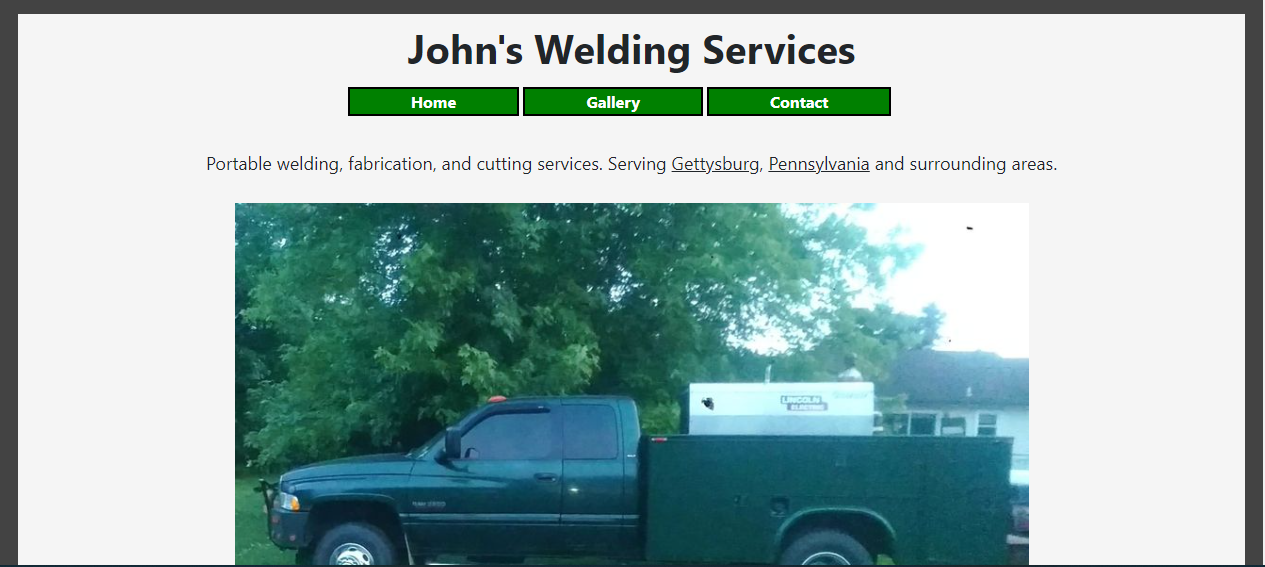 John's Welding Services
Home Gallery Contact
Portable welding, fabrication, and cutting services. Serving Gettysburg, Pennsylvania and surrounding areas.
LINCOLN
ELECTRIC